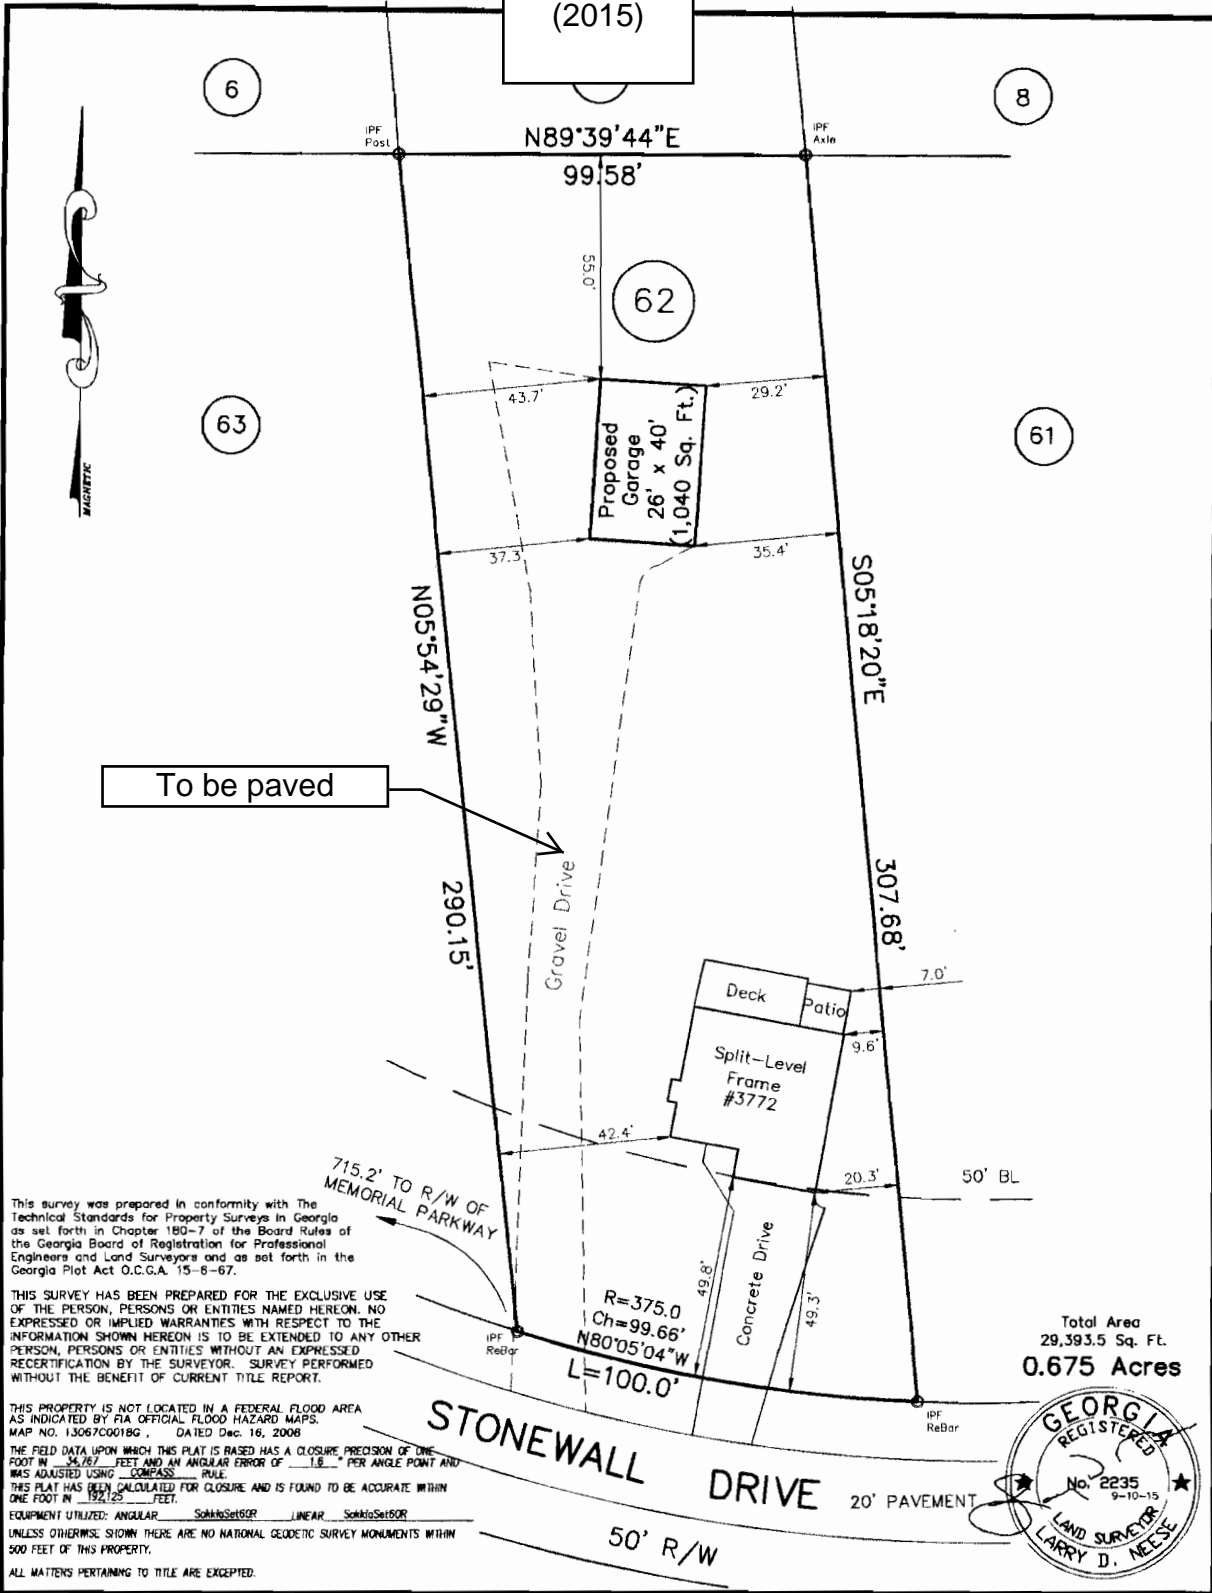 (2015)
6
8
IPF
Post
N89°39'44"E
99.58'
IPF
Axle
55.0'
62
63
61
MAGNETIC
43.7'
29.2'
Proposed
Garage
26' x 40'
(1,040 Sq. Ft.)
37.3'
35.4'
N05°54'29"W
290.15'
S05°18'20"E
307.68'
To be paved
Gravel Drive
Deck
Patio
7.0'
9.6'
Split-Level
Frame
#3772
42.4'
20.3'
50' BL
715.2' TO R/W OF
MEMORIAL PARKWAY
49.8'
Concrete Drive
49.3'
R=375.0
Ch=99.66'
N80°05'04"W
L=100.0'
IPF
ReBar
IPF
ReBar
This survey was prepared in conformity with The
Technical Standards for Property Surveys in Georgia
as set forth in Chapter 180-7 of the Board Rules of
the Georgia Board of Registration for Professional
Engineers and Land Surveyors and as set forth in the
Georgia Plat Act O.C.G.A. 15-6-67.
THIS SURVEY HAS BEEN PREPARED FOR THE EXCLUSIVE USE
OF THE PERSON, PERSONS OR ENTITIES NAMED HEREON. NO
EXPRESSED OR IMPLIED WARRANTIES WITH RESPECT TO THE
INFORMATION SHOWN HEREON IS TO BE EXTENDED TO ANY OTHER
PERSON, PERSONS OR ENTITIES WITHOUT AN EXPRESSED
RECERTIFICATION BY THE SURVEYOR. SURVEY PERFORMED
WITHOUT THE BENEFIT OF CURRENT TITLE REPORT.
THIS PROPERTY IS NOT LOCATED IN A FEDERAL FLOOD AREA
AS INDICATED BY FIA OFFICIAL FLOOD HAZARD MAPS.
MAP NO. 13067C0018G , DATED Dec. 16, 2008
THE FIELD DATA UPON WHICH THIS PLAT IS BASED HAS A CLOSURE PRECISION OF ONE
FOOT IN 34,767 FEET AND AN ANGULAR ERROR OF 1.6 " PER ANGLE POINT AND
WAS ADJUSTED USING COMPASS RULE.
THIS PLAT HAS BEEN CALCULATED FOR CLOSURE AND IS FOUND TO BE ACCURATE WITHIN
ONE FOOT IN 192,125 FEET.
EQUIPMENT UTILIZED: ANGULAR SokkiaSet60R LINEAR SokkiaSet60R
UNLESS OTHERWISE SHOWN THERE ARE NO NATIONAL GEODETIC SURVEY MONUMENTS WITHIN
500 FEET OF THIS PROPERTY.
ALL MATTERS PERTAINING TO TITLE ARE EXCEPTED.
STONEWALL DRIVE
20' PAVEMENT
50' R/W
Total Area
29,393.5 Sq. Ft.
0.675 Acres
GEORGIA
REGISTERED
No. 2235
9-10-15
LAND SURVEYOR
LARRY D. NEESE